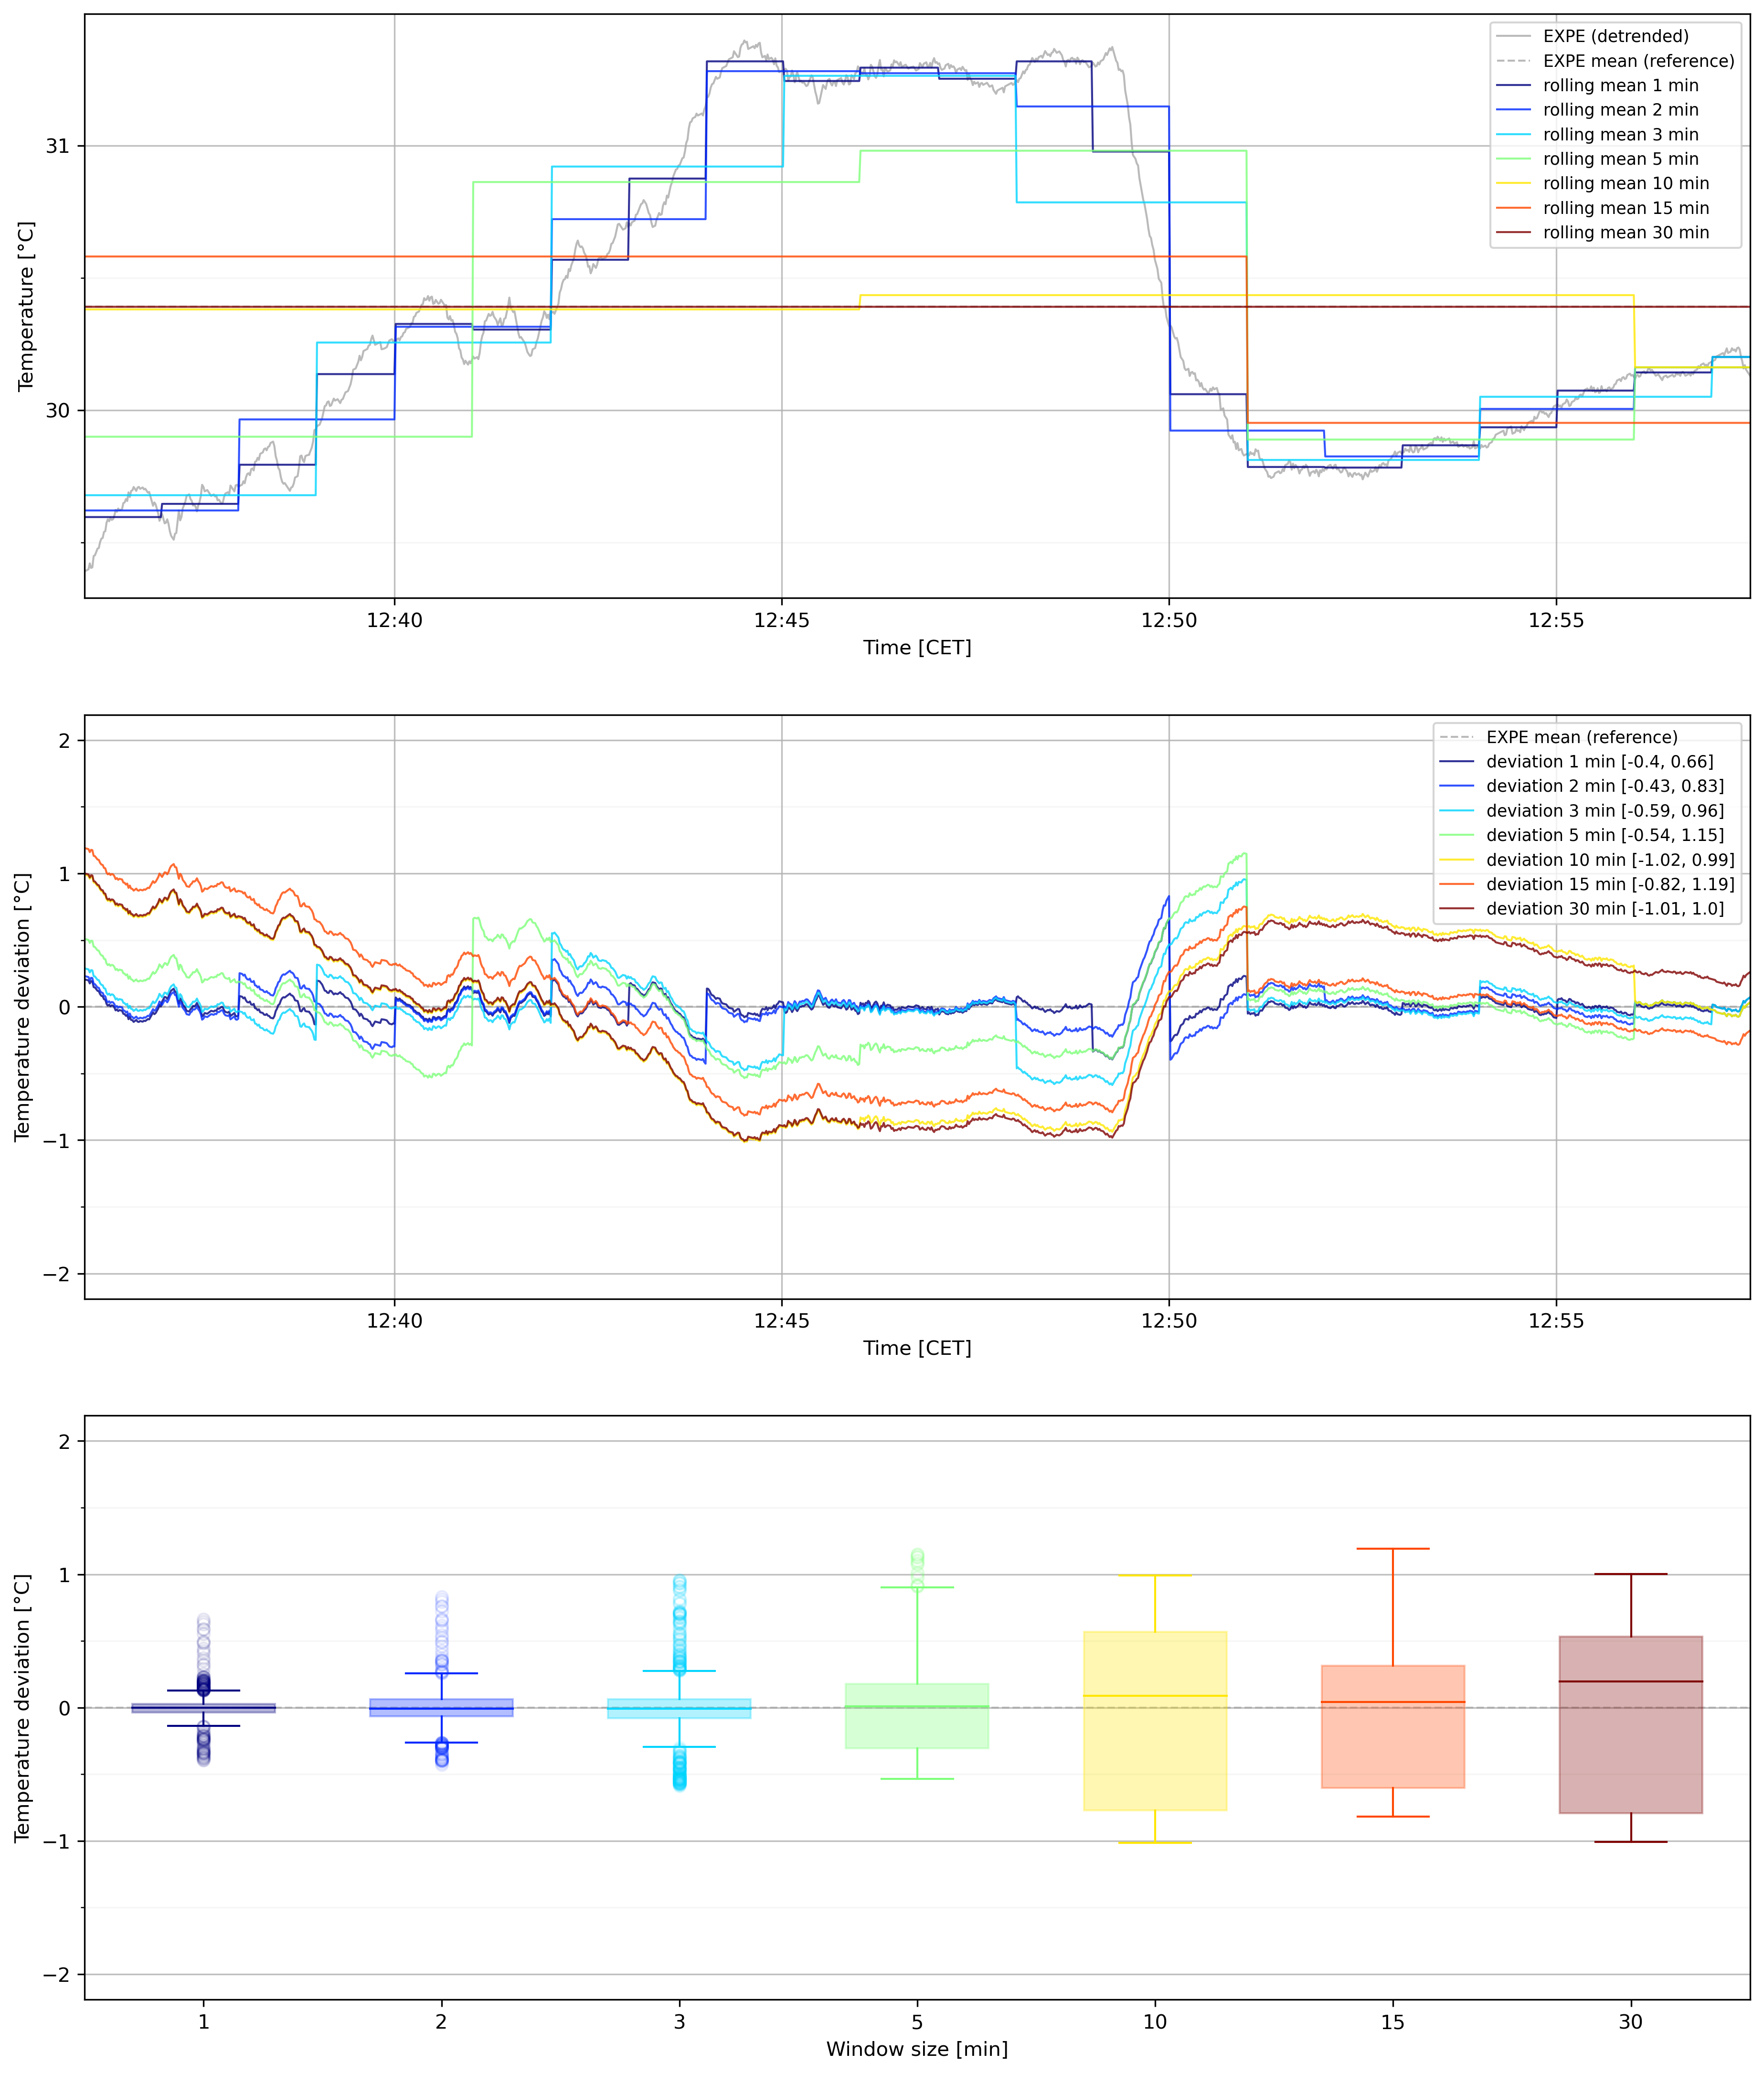 EXPE (detrended)
EXPE mean (reference)
rolling mean 1 min
rolling mean 2 min
rolling mean 3 min
rolling mean 5 min
rolling mean 10 min
rolling mean 15 min
rolling mean 30 min
31
30
Temperature [°C]
12:40 12:45 12:50 12:55
Time [CET]
EXPE mean (reference)
deviation 1 min [-0.4, 0.66]
deviation 2 min [-0.43, 0.83]
deviation 3 min [-0.59, 0.96]
deviation 5 min [-0.54, 1.15]
deviation 10 min [-1.02, 0.99]
deviation 15 min [-0.82, 1.19]
deviation 30 min [-1.01, 1.0]
2
1
0
−1
−2
Temperature deviation [°C]
12:40 12:45 12:50 12:55
Time [CET]
2
1
0
−1
−2
Temperature deviation [°C]
1 2 3 5 10 15 30
Window size [min]